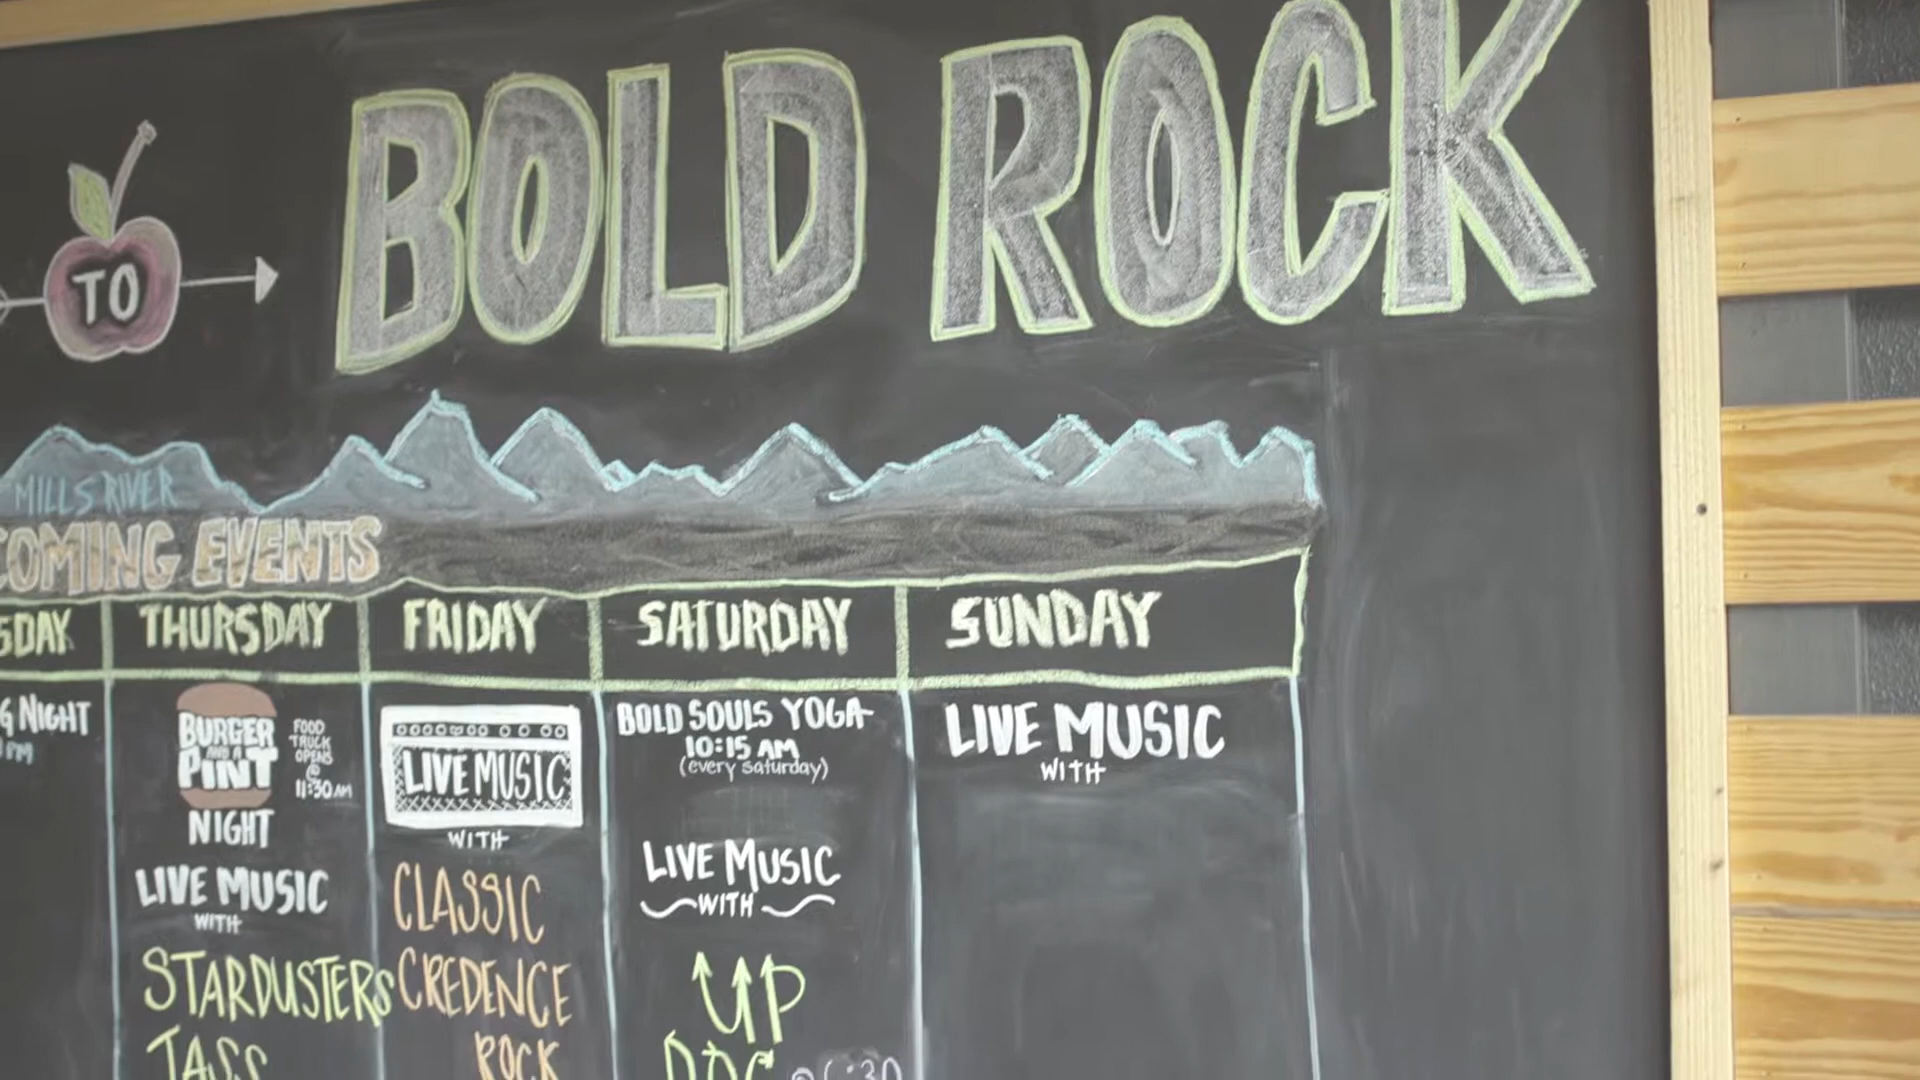 TO
BOLD ROCK
MILLS RIVER
COMING EVENTS
THURSDAY
FRIDAY
SATURDAY
SUNDAY
NIGHT
PM
BURGER
AND A
PINT
NIGHT
FOOD
TRUCK
OPENS
@
11:30 AM
LIVE MUSIC
WITH
STARDUSTERS
LIVE MUSIC
WITH
CLASSIC
CREDENCE
ROCK
BOLD SOULS YOGA
10:15 AM
(every saturday)
LIVE MUSIC
WITH
UP
LIVE MUSIC
WITH